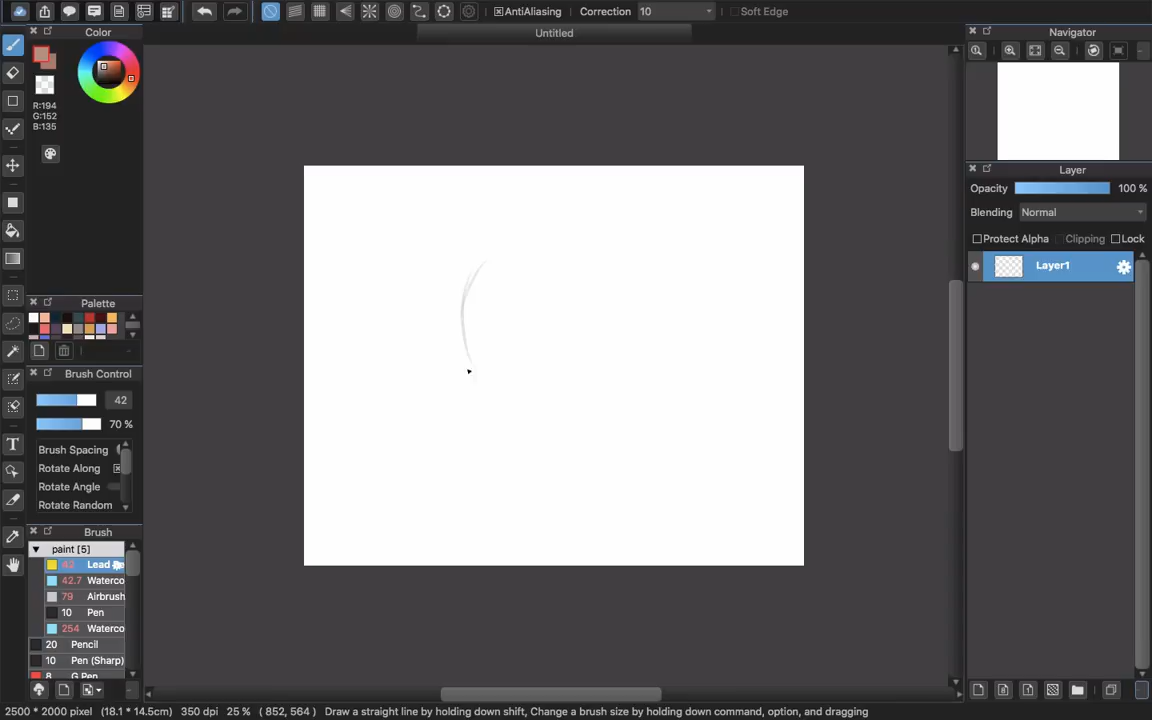 AntiAliasing Correction 10 Soft Edge
Untitled
Color
R:194
G:152
B:135
Palette
Brush Control
42
70 %
Brush Spacing
Rotate Along
Rotate Angle
Rotate Random
Brush
paint [5]
42 Lead
42.7 Waterco
79 Airbrush
10 Pen
254 Waterco
20 Pencil
10 Pen (Sharp)
8 G Pen
Navigator
Layer
Opacity 100 %
Blending Normal
Protect Alpha Clipping Lock
Layer1
2500 * 2000 pixel (18.1 * 14.5cm) 350 dpi 25 % ( 852, 564 ) Draw a straight line by holding down shift, Change a brush size by holding down command, option, and dragging